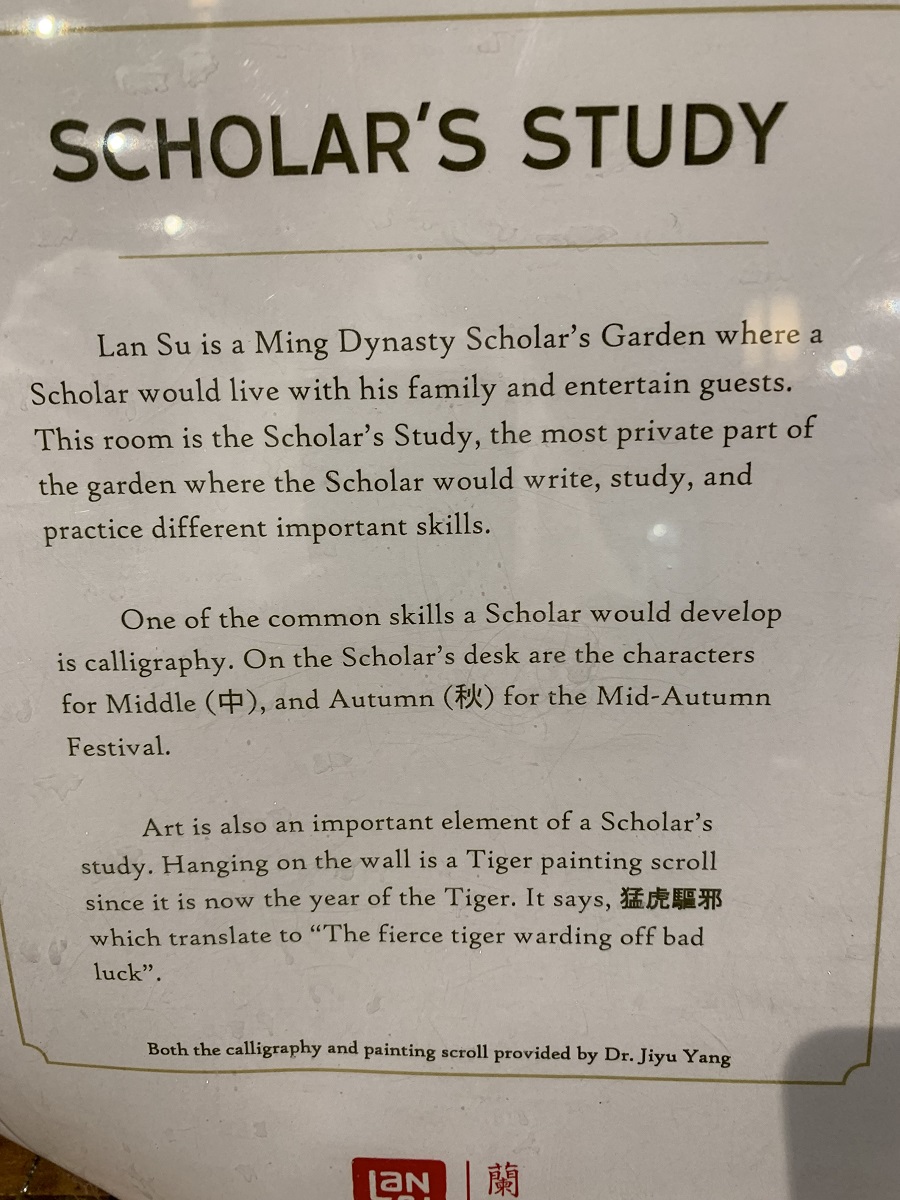 SCHOLAR'S STUDY
Lan Su is a Ming Dynasty Scholar's Garden where a
Scholar would live with his family and entertain guests.
This room is the Scholar's Study, the most private part of
the garden where the Scholar would write, study, and
practice different important skills.
One of the common skills a Scholar would develop
is calligraphy. On the Scholar's desk are the characters
for Middle (中), and Autumn (秋) for the Mid-Autumn
Festival.
Art is also an important element of a Scholar's
study. Hanging on the wall is a Tiger painting scroll
since it is now the year of the Tiger. It says, 猛虎驅邪
which translate to “The fierce tiger warding off bad
luck”.
Both the calligraphy and painting scroll provided by Dr. Jiyu Yang
Lan | 蘭